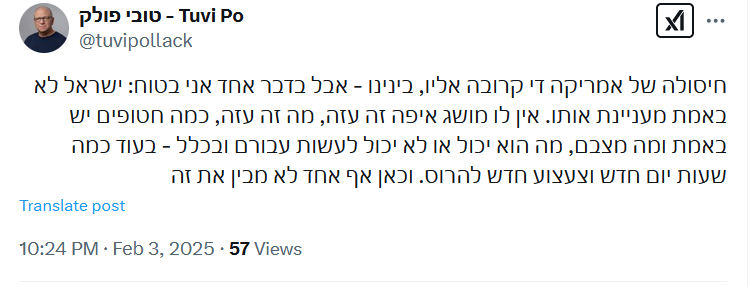 טובי פולק - Tuvi Po
@tuvipollack
חיסולה של אמריקה די קרובה אליו, בינינו - אבל בדבר אחד אני בטוח: ישראל לא
באמת מעניינת אותו. אין לו מושג איפה זה עזה, מה זה עזה, כמה חטופים יש
באמת ומה מצבם, מה הוא יכול או לא יכול לעשות עבורם ובכלל - בעוד כמה
שעות יום חדש וצעצוע חדש להרוס. וכאן אף אחד לא מבין את זה
Translate post
10:24 PM · Feb 3, 2025 · 57 Views